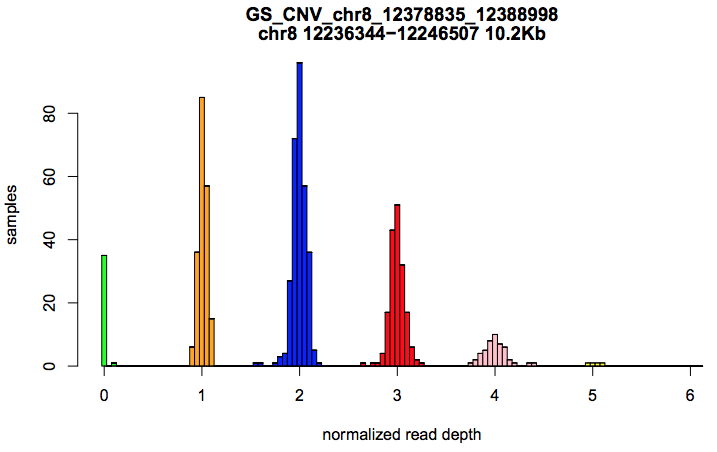 GS_CNV_chr8_12378835_12388998
chr8 12236344−12246507 10.2Kb
samples
80
60
40
20
0
0 1 2 3 4 5 6
normalized read depth